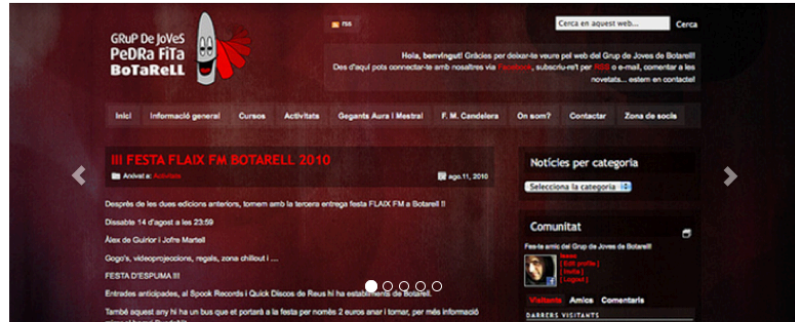 GRuP De JoVeS
PeDRa FiTa
BoTaReLL
rss
Cerca en aquest web...
Cerca
Hola, benvingut! Gràcies per deixar-te veure pel web del Grup de Joves de Botarell!
Des d'aquí pots connectar-te amb nosaltres via Facebook, subscriu-re't per RSS o e-mail, comentar a les
novetats... estem en contacte!
Inici Informació general Cursos Activitats Gegants Aura i Mestral F. M. Candelera On som? Contactar Zona de socis
III FESTA FLAIX FM BOTARELL 2010
Arxivat a: Activitats
ago.11, 2010
Després de les dues edicions anteriors, tornem amb la tercera entrega festa FLAIX FM a Botarell !!
Dissabte 14 d'agost a les 23:59
Àlex de Guirior i Jofre Martell
Gogo's, videoprojeccions, regals, zona chillout i ...
FESTA D'ESPUMA !!!
Entrades anticipades, al Spook Records i Quick Discos de Reus hi ha establiments de Botarell.
També aquest any hi ha un bus que et portarà a la festa per només 2 euros anar i tornar, per més informació
Notícies per categoria
Selecciona la categoria
Comunitat
Fes-te amic del Grup de Joves de Botarell!
[ Edit profile ]
[ Invite ]
[ Logout ]
Visitants Amics Comentaris
DARRERS VISITANTS